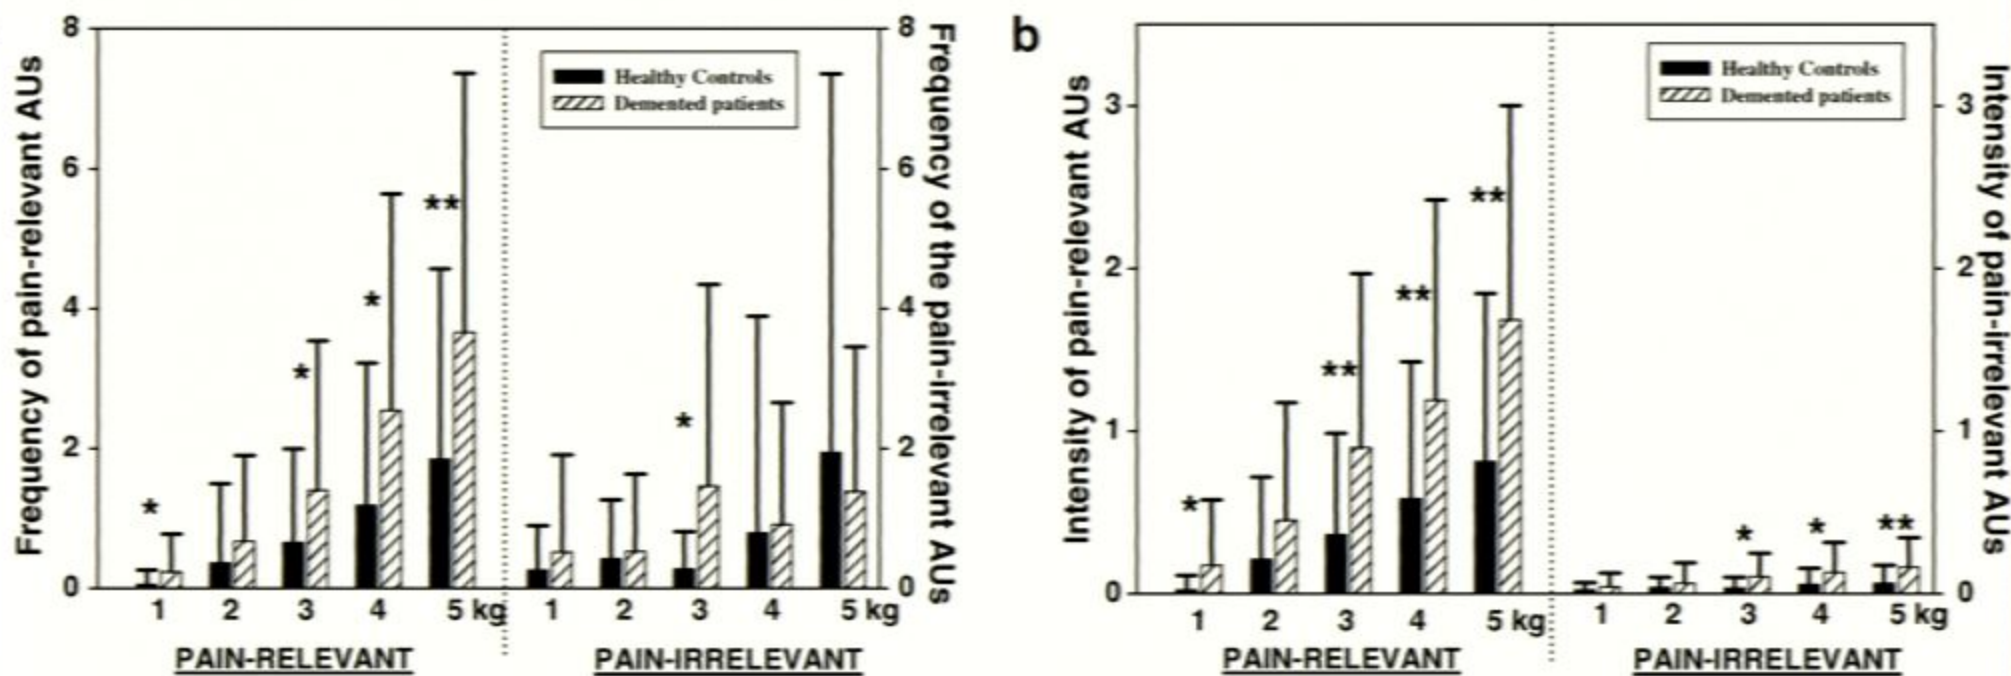 Frequency of pain-relevant AUs
8
6
4
2
0
*
*
*
**
*
Healthy Controls
Demented patients
8
6
4
2
0
Frequency of the pain-irrelevant AUs
1 2 3 4 5 kg 1 2 3 4 5 kg
PAIN-RELEVANT PAIN-IRRELEVANT
b
Intensity of pain-relevant AUs
3
2
1
0
*
**
**
**
*
*
**
Healthy Controls
Demented patients
3
2
1
0
Intensity of pain-irrelevant AUs
1 2 3 4 5 kg 1 2 3 4 5 kg
PAIN-RELEVANT PAIN-IRRELEVANT